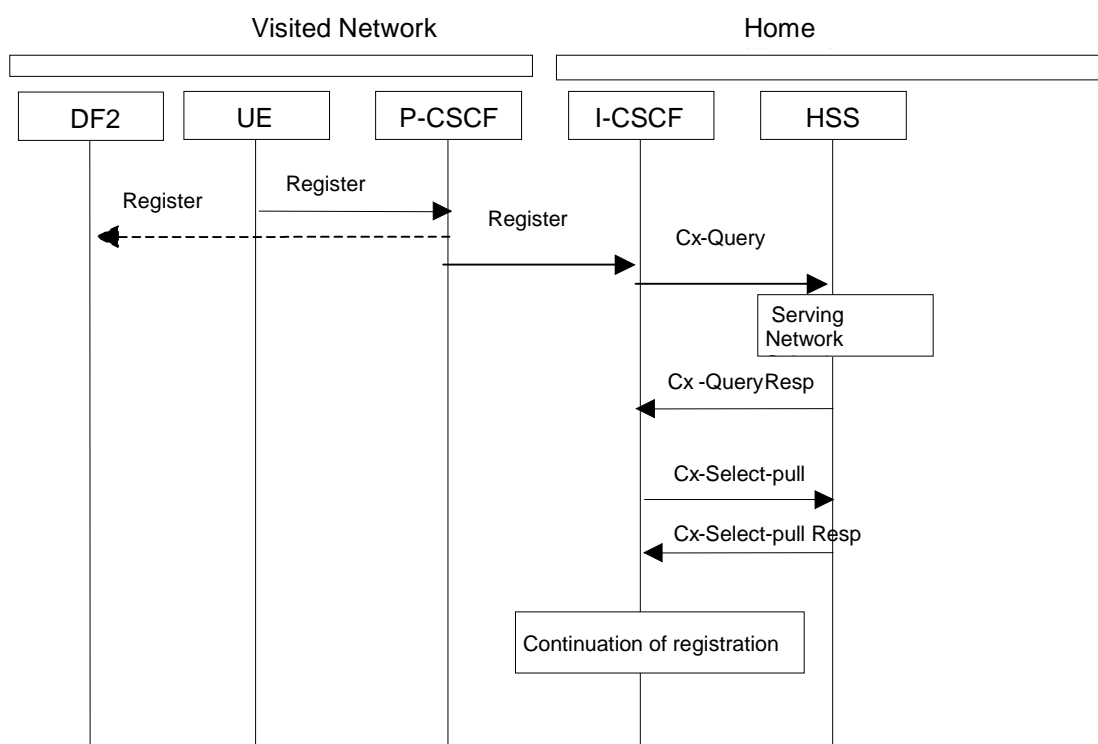 Visited Network
Home
DF2
UE
P-CSCF
I-CSCF
HSS
Register
Register
Register
Cx-Query
Serving
Network
Cx -QueryResp
Cx-Select-pull
Cx-Select-pull Resp
Continuation of registration